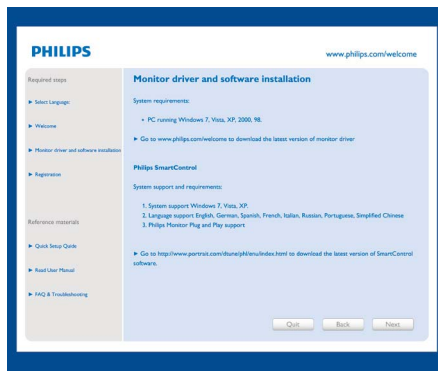 PHILIPS
www.philips.com/welcome
Required steps
Select Language
Welcome
Monitor driver and software installation
Registration
Reference materials
Quick Setup Guide
Read User Manual
FAQ & Troubleshooting
Monitor driver and software installation
System requirements:
• PC running Windows 7, Vista, XP, 2000, 98.
Go to www.philips.com/welcome to download the latest version of monitor driver
Philips SmartControl
System support and requirements:
1. System support Windows 7, Vista, XP.
2. Language support English, German, Spanish, French, Italian, Russian, Portuguese, Simplified Chinese
3. Philips Monitor Plug and Play support
Go to http://www.portrait.com/dtune/phl/enu/index.html to download the latest version of SmartControl
software.
Quit
Back
Next